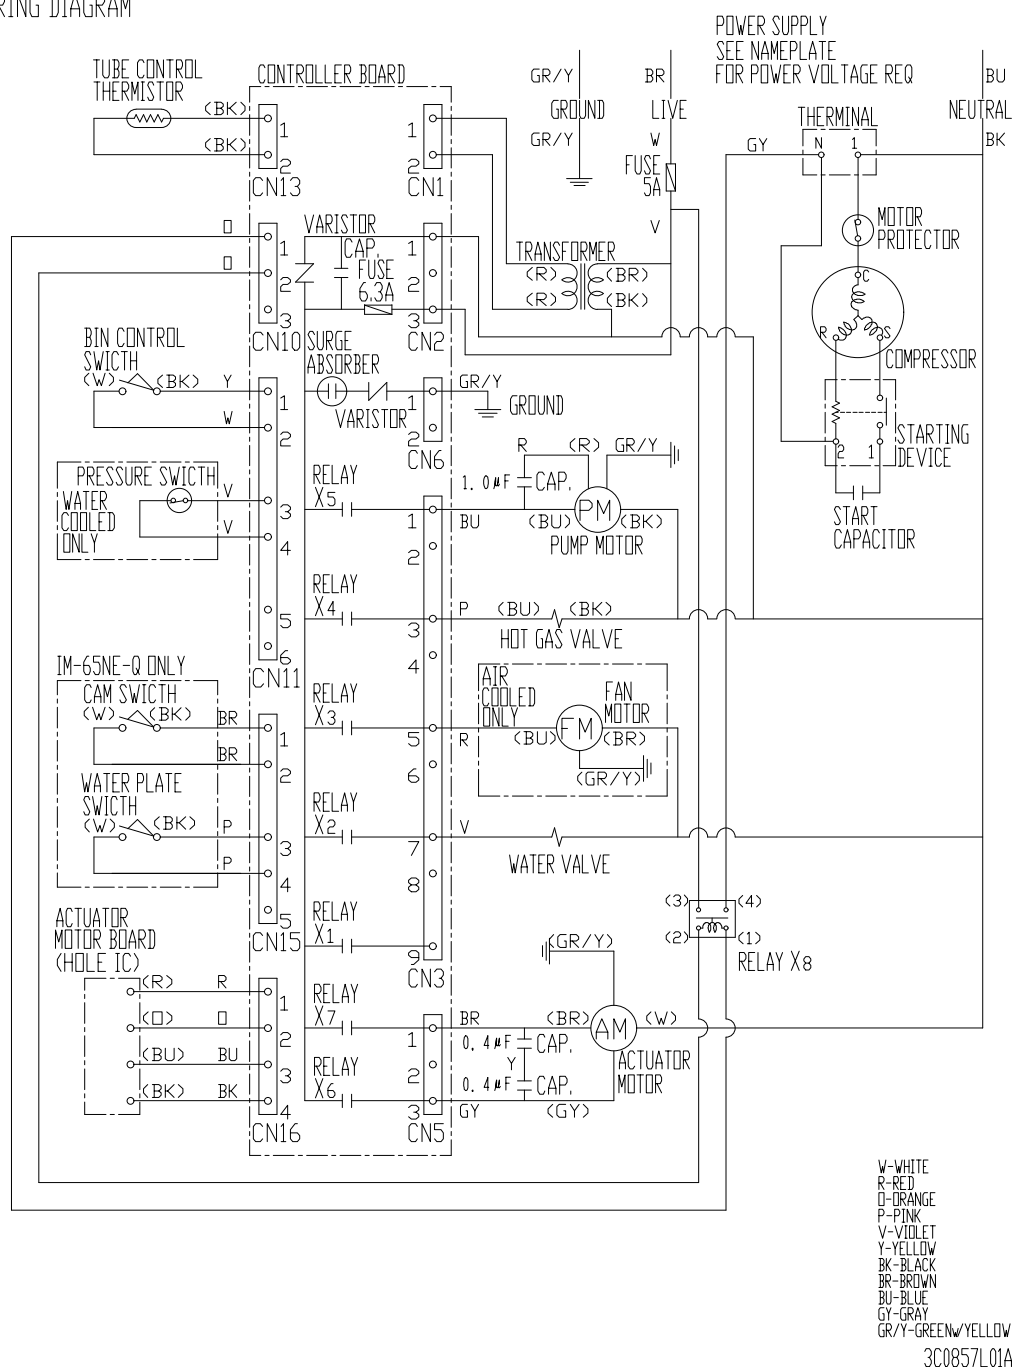 RING DIAGRAM
POWER SUPPLY
SEE NAMEPLATE
FOR POWER VOLTAGE REQ
TUBE CONTROL
THERMISTOR
(BK)
(BK)
CONTROLLER BOARD
1
2
CN13
1
2
CN1
GR/Y
GROUND
GR/Y
BR
LIVE
W
FUSE
5A
V
BU
NEUTRAL
BK
THERMINAL
GY
N
1
MOTOR
PROTECTOR
C
R
S
COMPRESSOR
2
1
STARTING
DEVICE
START
CAPACITOR
O
O
1
2
3
CN10
VARISTOR
CAP.
FUSE
6.3A
1
2
3
CN2
TRANSFORMER
(R)
(BR)
(R)
(BK)
BIN CONTROL
SWICTH
(W)
(BK)
Y
W
1
2
SURGE
ABSORBER
VARISTOR
1
2
CN6
GR/Y
GROUND
PRESSURE SWICTH
WATER
COOLED
ONLY
V
V
3
4
5
6
CN11
RELAY
X5
1
2
BU
R
(R)
GR/Y
1.0μF
CAP.
(BU)
PM
(BK)
PUMP MOTOR
RELAY
X4
3
4
P
(BU)
(BK)
HOT GAS VALVE
IM-65NE-Q ONLY
CAM SWICTH
(W)
(BK)
BR
BR
1
2
RELAY
X3
5
6
R
AIR
COOLED
ONLY
FAN
MOTOR
(BU)
FM
(BR)
(GR/Y)
WATER PLATE
SWICTH
(W)
(BK)
P
P
3
4
5
CN15
RELAY
X2
7
8
V
WATER VALVE
RELAY
X1
9
CN3
(3)
(4)
(2)
(1)
RELAY X8
ACTUATOR
MOTOR BOARD
(HOLE IC)
(R)
R
(O)
O
(BU)
BU
(BK)
BK
1
2
3
4
CN16
RELAY
X7
RELAY
X6
1
2
3
CN5
BR
(BR)
(GR/Y)
AM
(W)
0.4μF
CAP.
Y
0.4μF
CAP.
GY
(GY)
ACTUATOR
MOTOR
W-WHITE
R-RED
O-ORANGE
P-PINK
V-VIOLET
Y-YELLOW
BK-BLACK
BR-BROWN
BU-BLUE
GY-GRAY
GR/Y-GREENW/YELLOW
3C0857L01A